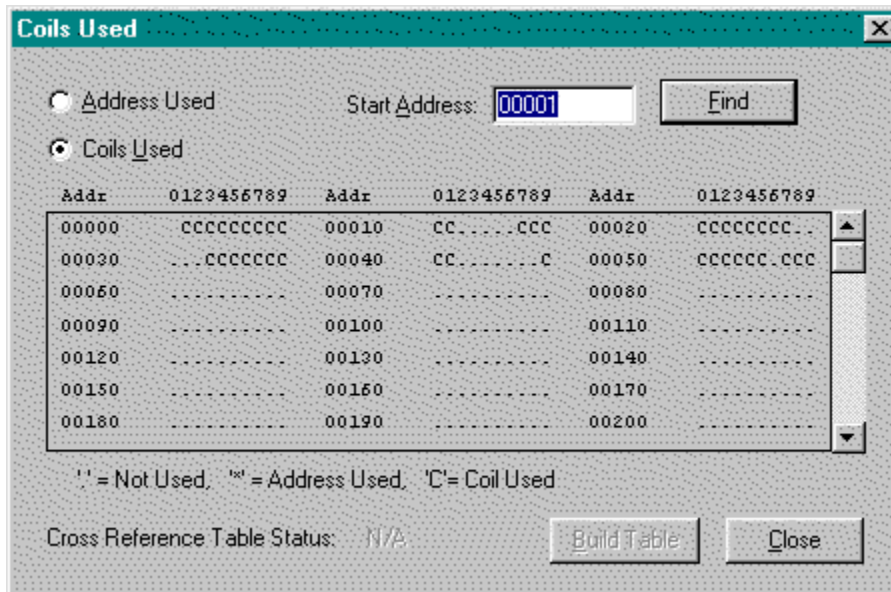 Coils Used
Address Used Start Address: 00001 Find
Coils Used
Addr 0123456789 Addr 0123456789 Addr 0123456789
00000 CCCCCCCCC 00010 CC.....CCC 00020 CCCCCCCC..
00030 ...CCCCCCC 00040 CC.......C 00050 CCCCCC.CCC
00060 .......... 00070 .......... 00080 ..........
00090 .......... 00100 .......... 00110 ..........
00120 .......... 00130 .......... 00140 ..........
00150 .......... 00160 .......... 00170 ..........
00180 .......... 00190 .......... 00200 ..........
'.' = Not Used, '*' = Address Used, 'C'= Coil Used
Cross Reference Table Status: N/A Build Table Close